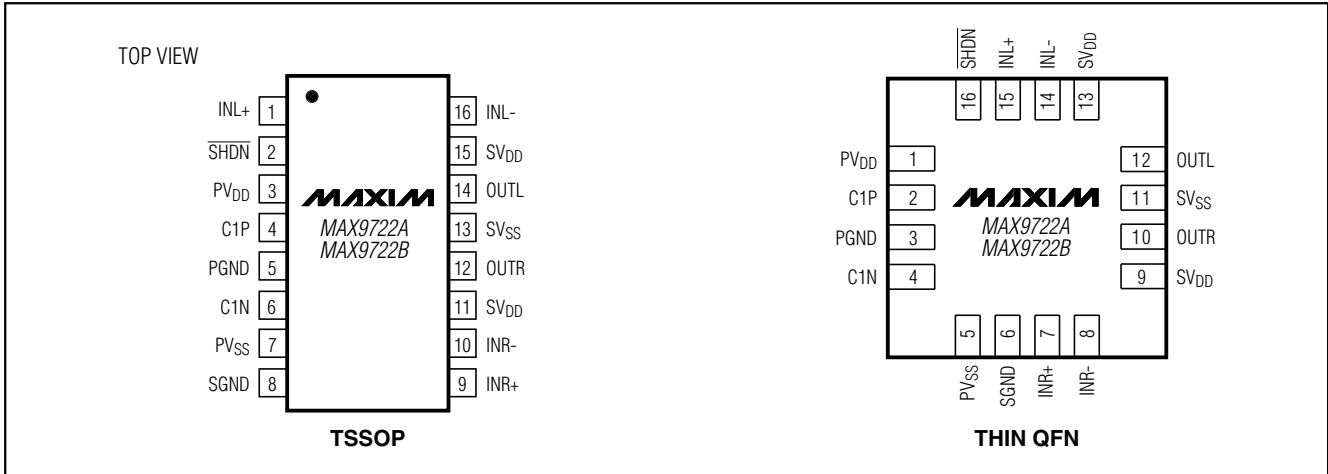 TOP VIEW
INL+ 1
SHDN 2
PVDD 3
C1P 4
PGND 5
C1N 6
PVSS 7
SGND 8
16 INL-
15 SVDD
14 OUTL
13 SVSS
12 OUTR
11 SVDD
10 INR-
9 INR+
MAXIM
MAX9722A
MAX9722B
TSSOP
SHDN INL+ INL- SVDD
16 15 14 13
PVDD 1
C1P 2
PGND 3
C1N 4
12 OUTL
11 SVSS
10 OUTR
9 SVDD
MAXIM
MAX9722A
MAX9722B
5 6 7 8
PVSS SGND INR+ INR-
THIN QFN